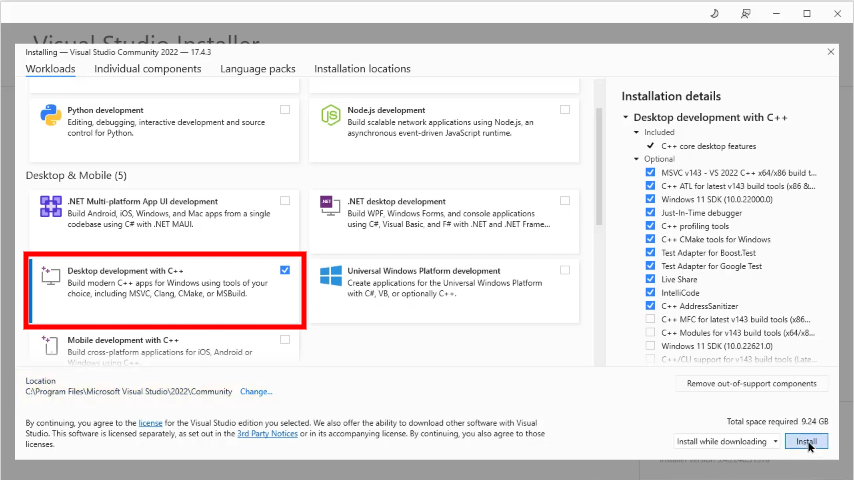 Visual Studio Installer
Installing — Visual Studio Community 2022 — 17.4.3
Workloads
Individual components
Language packs
Installation locations
Python development
Editing, debugging, interactive development and source
control for Python.
Node.js development
Build scalable network applications using Node.js, an
asynchronous event-driven JavaScript runtime.
Desktop & Mobile (5)
.NET Multi-platform App UI development
Build Android, iOS, Windows, and Mac apps from a single
codebase using C# with .NET MAUI.
.NET desktop development
Build WPF, Windows Forms, and console applications
using C#, Visual Basic, and F# with .NET and .NET Frame...
Desktop development with C++
Build modern C++ apps for Windows using tools of your
choice, including MSVC, Clang, CMake, or MSBuild.
Universal Windows Platform development
Create applications for the Universal Windows Platform
with C#, VB, or optionally C++.
Mobile development with C++
Build cross-platform applications for iOS, Android or
Windows using C++.
Installation details
Desktop development with C++
Included
C++ core desktop features
Optional
MSVC v143 - VS 2022 C++ x64/x86 build t...
C++ ATL for latest v143 build tools (x86 &...
Windows 11 SDK (10.0.22000.0)
Just-In-Time debugger
C++ profiling tools
C++ CMake tools for Windows
Test Adapter for Boost.Test
Test Adapter for Google Test
Live Share
IntelliCode
C++ AddressSanitizer
C++ MFC for latest v143 build tools (x86...
C++ Modules for v143 build tools (x64/x8...
Windows 11 SDK (10.0.22621.0)
C++/CLI support for v143 build tools (Late...
Location
C:\Program Files\Microsoft Visual Studio\2022\Community
Change...
Remove out-of-support components
By continuing, you agree to the license for the Visual Studio edition you selected. We also offer the ability to download other software with Visual
Studio. This software is licensed separately, as set out in the 3rd Party Notices or in its accompanying license. By continuing, you also agree to those
licenses.
Total space required 9.24 GB
Install while downloading
Install